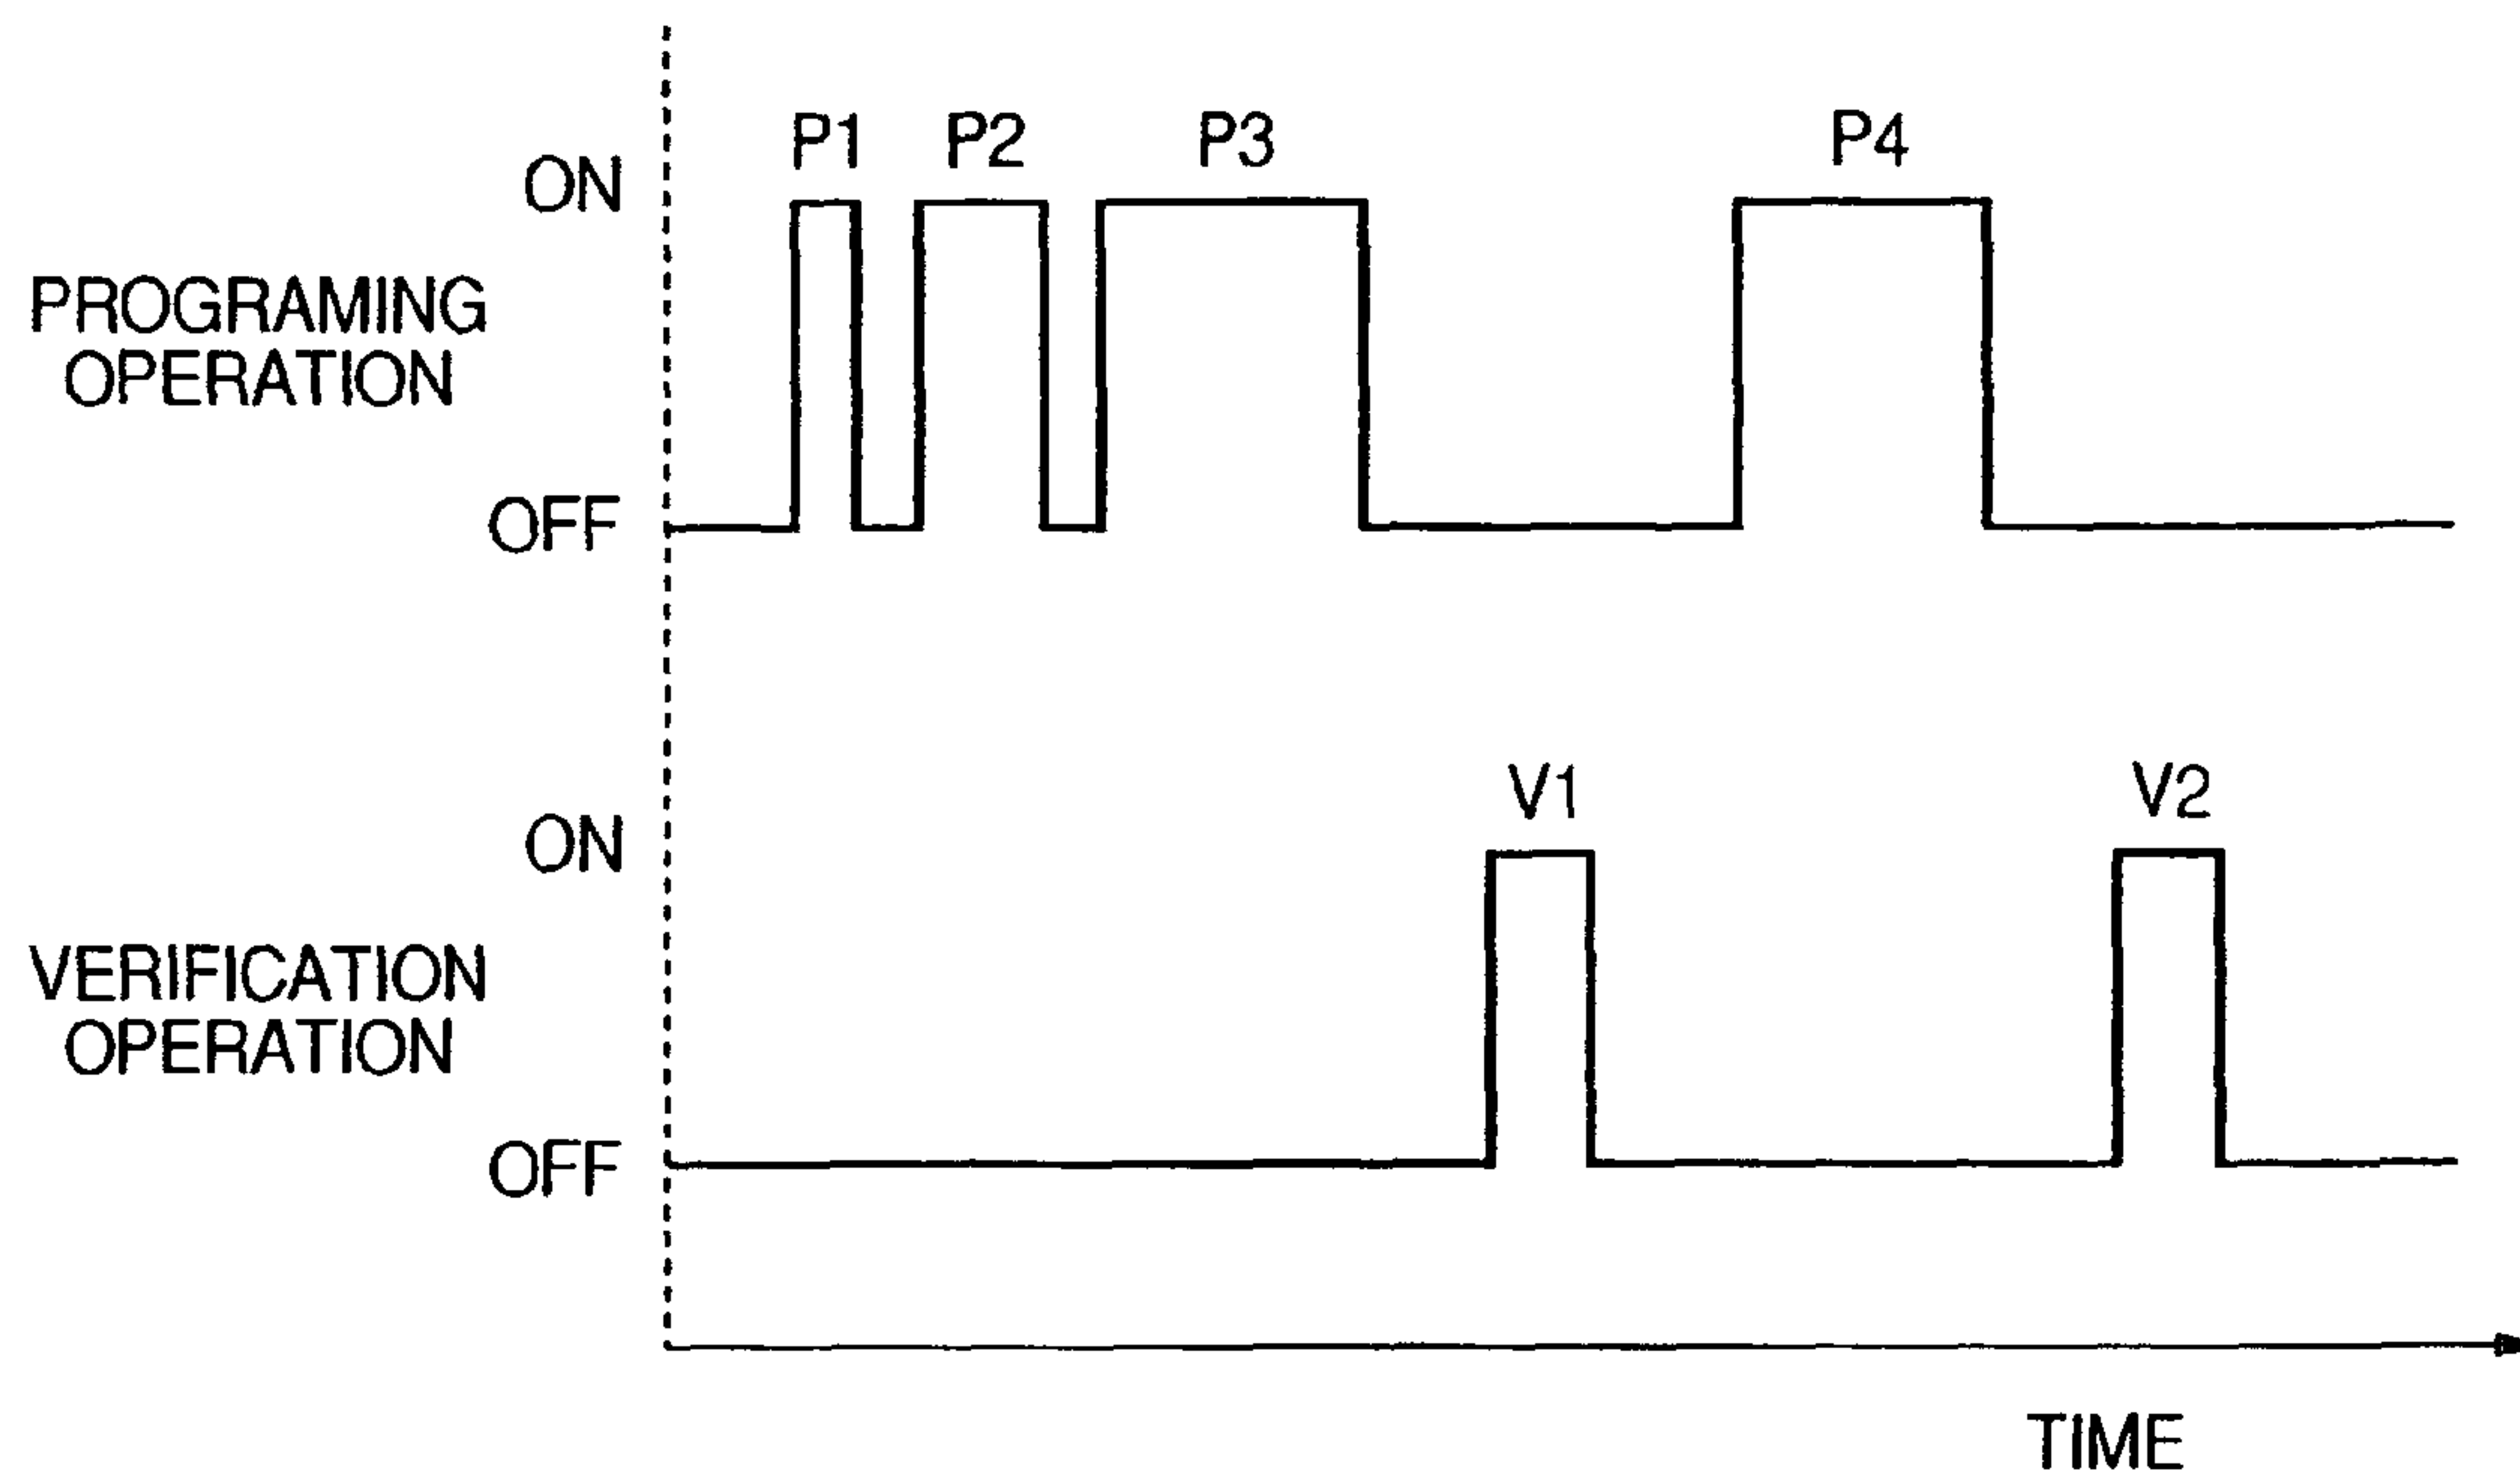 P1 P2 P3 P4
ON
PROGRAMING
OPERATION
OFF
V1 V2
ON
VERIFICATION
OPERATION
OFF
TIME